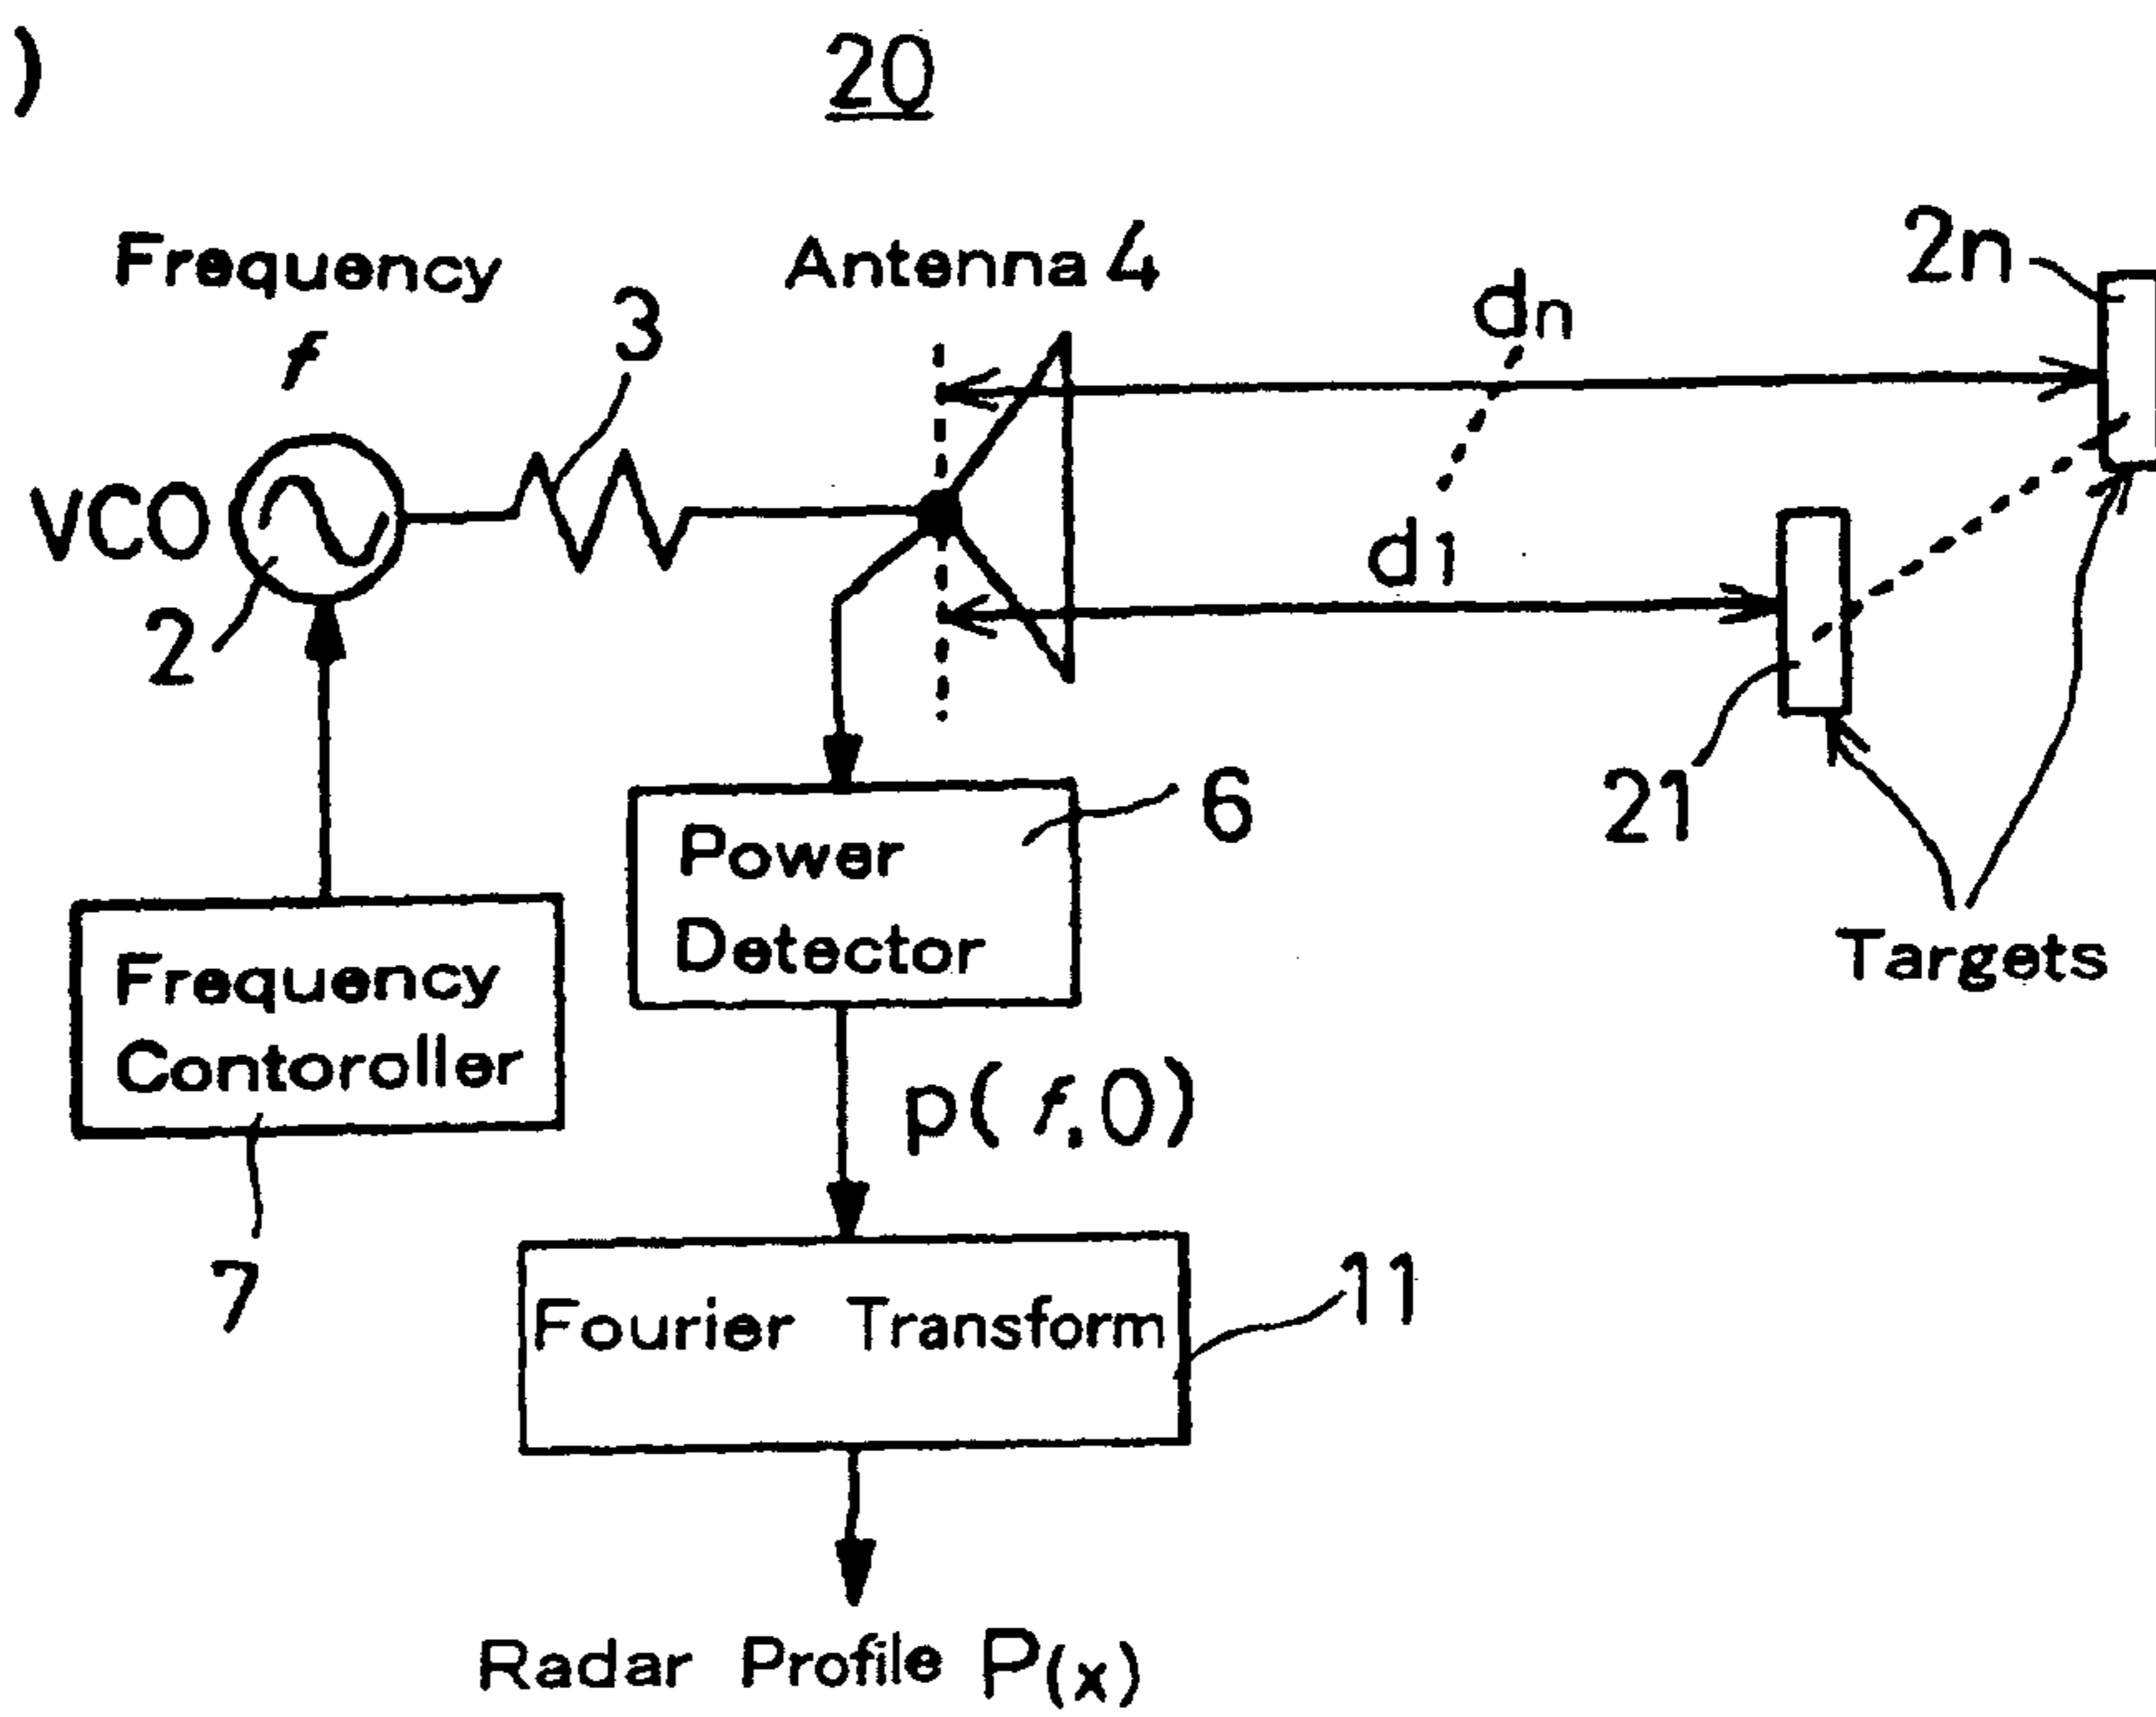 )
20
Frequency
f
3
Antenna 4
dn
2n
VCO
2
d1
21
Power
Detector
6
Targets
Frequency
Contoroller
7
p(f,0)
Fourier Transform
11
Radar Profile P(x)